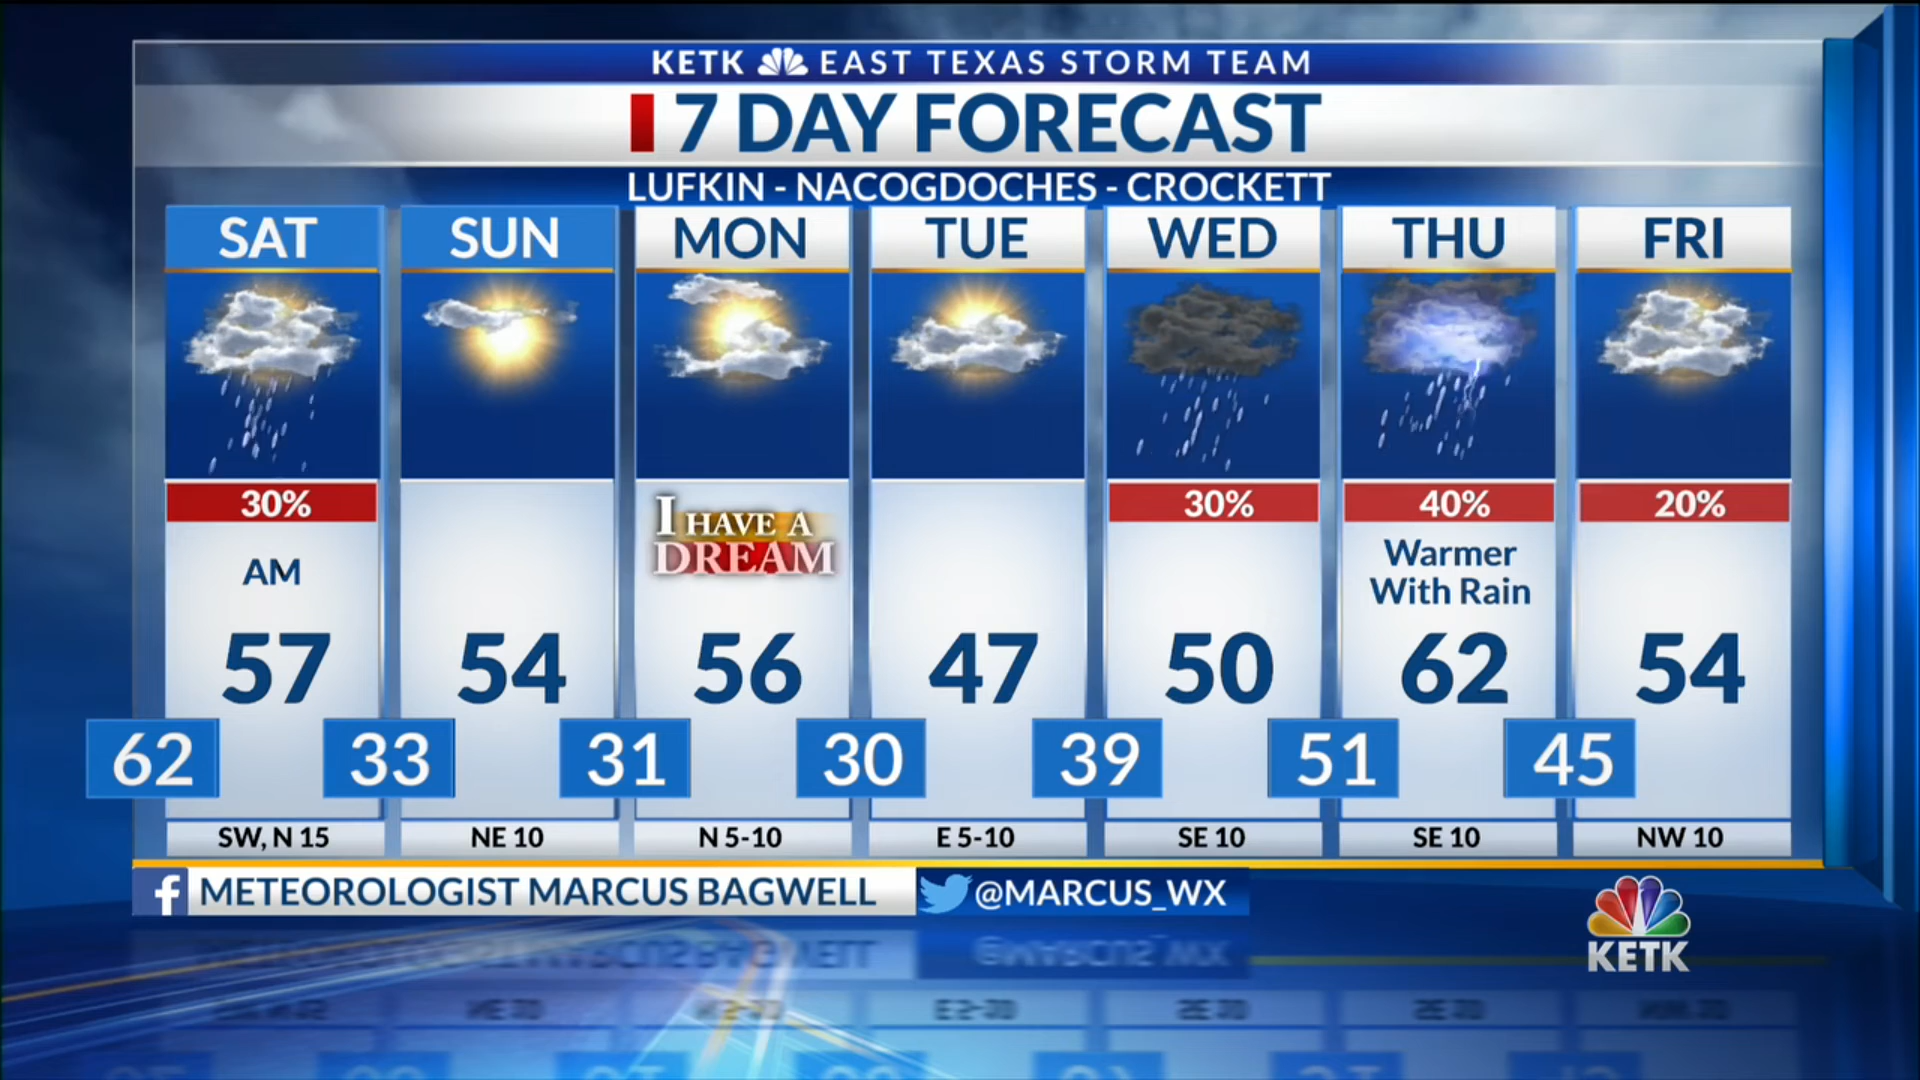 KETK EAST TEXAS STORM TEAM
7 DAY FORECAST
LUFKIN - NACOGDOCHES - CROCKETT
SAT SUN MON TUE WED THU FRI
30% 30% 40% 20%
I HAVE A
DREAM
AM
Warmer
With Rain
57 54 56 47 50 62 54
62 33 31 30 39 51 45
SW, N 15 NE 10 N 5-10 E 5-10 SE 10 SE 10 NW 10
f METEOROLOGIST MARCUS BAGWELL @MARCUS_WX
KETK